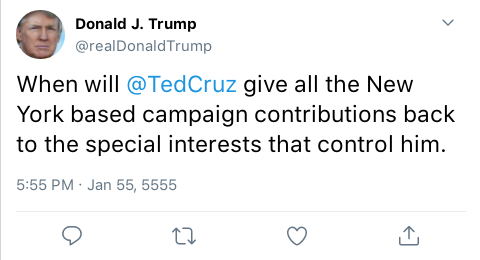 Donald J. Trump
@realDonaldTrump
When will @TedCruz give all the New
York based campaign contributions back
to the special interests that control him.
5:55 PM · Jan 55, 5555